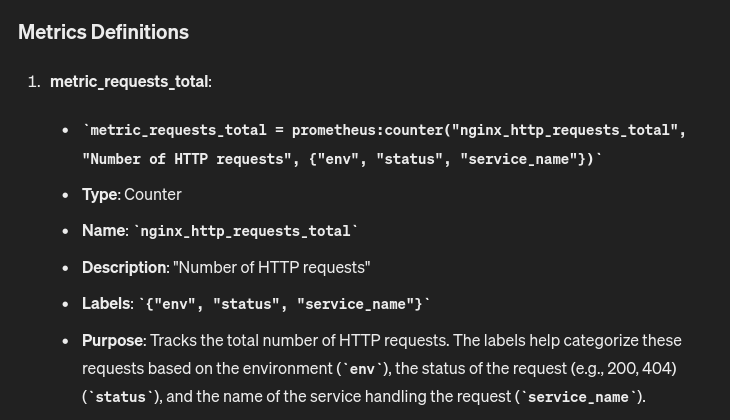 Metrics Definitions
1. metric_requests_total:
• `metric_requests_total = prometheus:counter("nginx_http_requests_total",
"Number of HTTP requests", {"env", "status", "service_name"})`
• Type: Counter
• Name: `nginx_http_requests_total`
• Description: "Number of HTTP requests"
• Labels: `{"env", "status", "service_name"}`
• Purpose: Tracks the total number of HTTP requests. The labels help categorize these
requests based on the environment (`env`), the status of the request (e.g., 200, 404)
(`status`), and the name of the service handling the request (`service_name`).